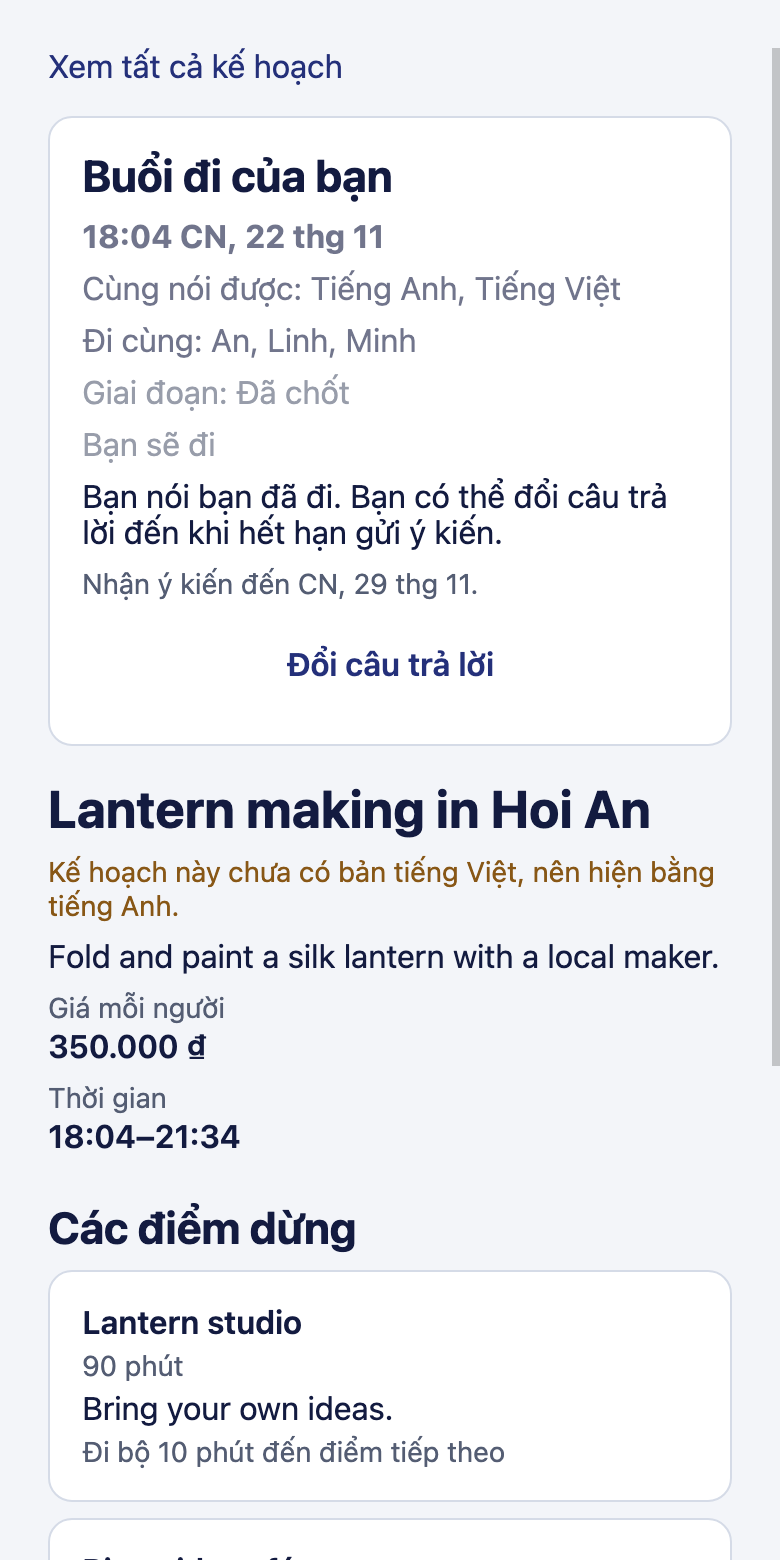 Xem tất cả kế hoạch
Buổi đi của bạn
18:04 CN, 22 thg 11
Cùng nói được: Tiếng Anh, Tiếng Việt
Đi cùng: An, Linh, Minh
Giai đoạn: Đã chốt
Bạn sẽ đi
Bạn nói bạn đã đi. Bạn có thể đổi câu trả
lời đến khi hết hạn gửi ý kiến.
Nhận ý kiến đến CN, 29 thg 11.
Đổi câu trả lời
Lantern making in Hoi An
Kế hoạch này chưa có bản tiếng Việt, nên hiện bằng
tiếng Anh.
Fold and paint a silk lantern with a local maker.
Giá mỗi người
350.000 ₫
Thời gian
18:04–21:34
Các điểm dừng
Lantern studio
90 phút
Bring your own ideas.
Đi bộ 10 phút đến điểm tiếp theo